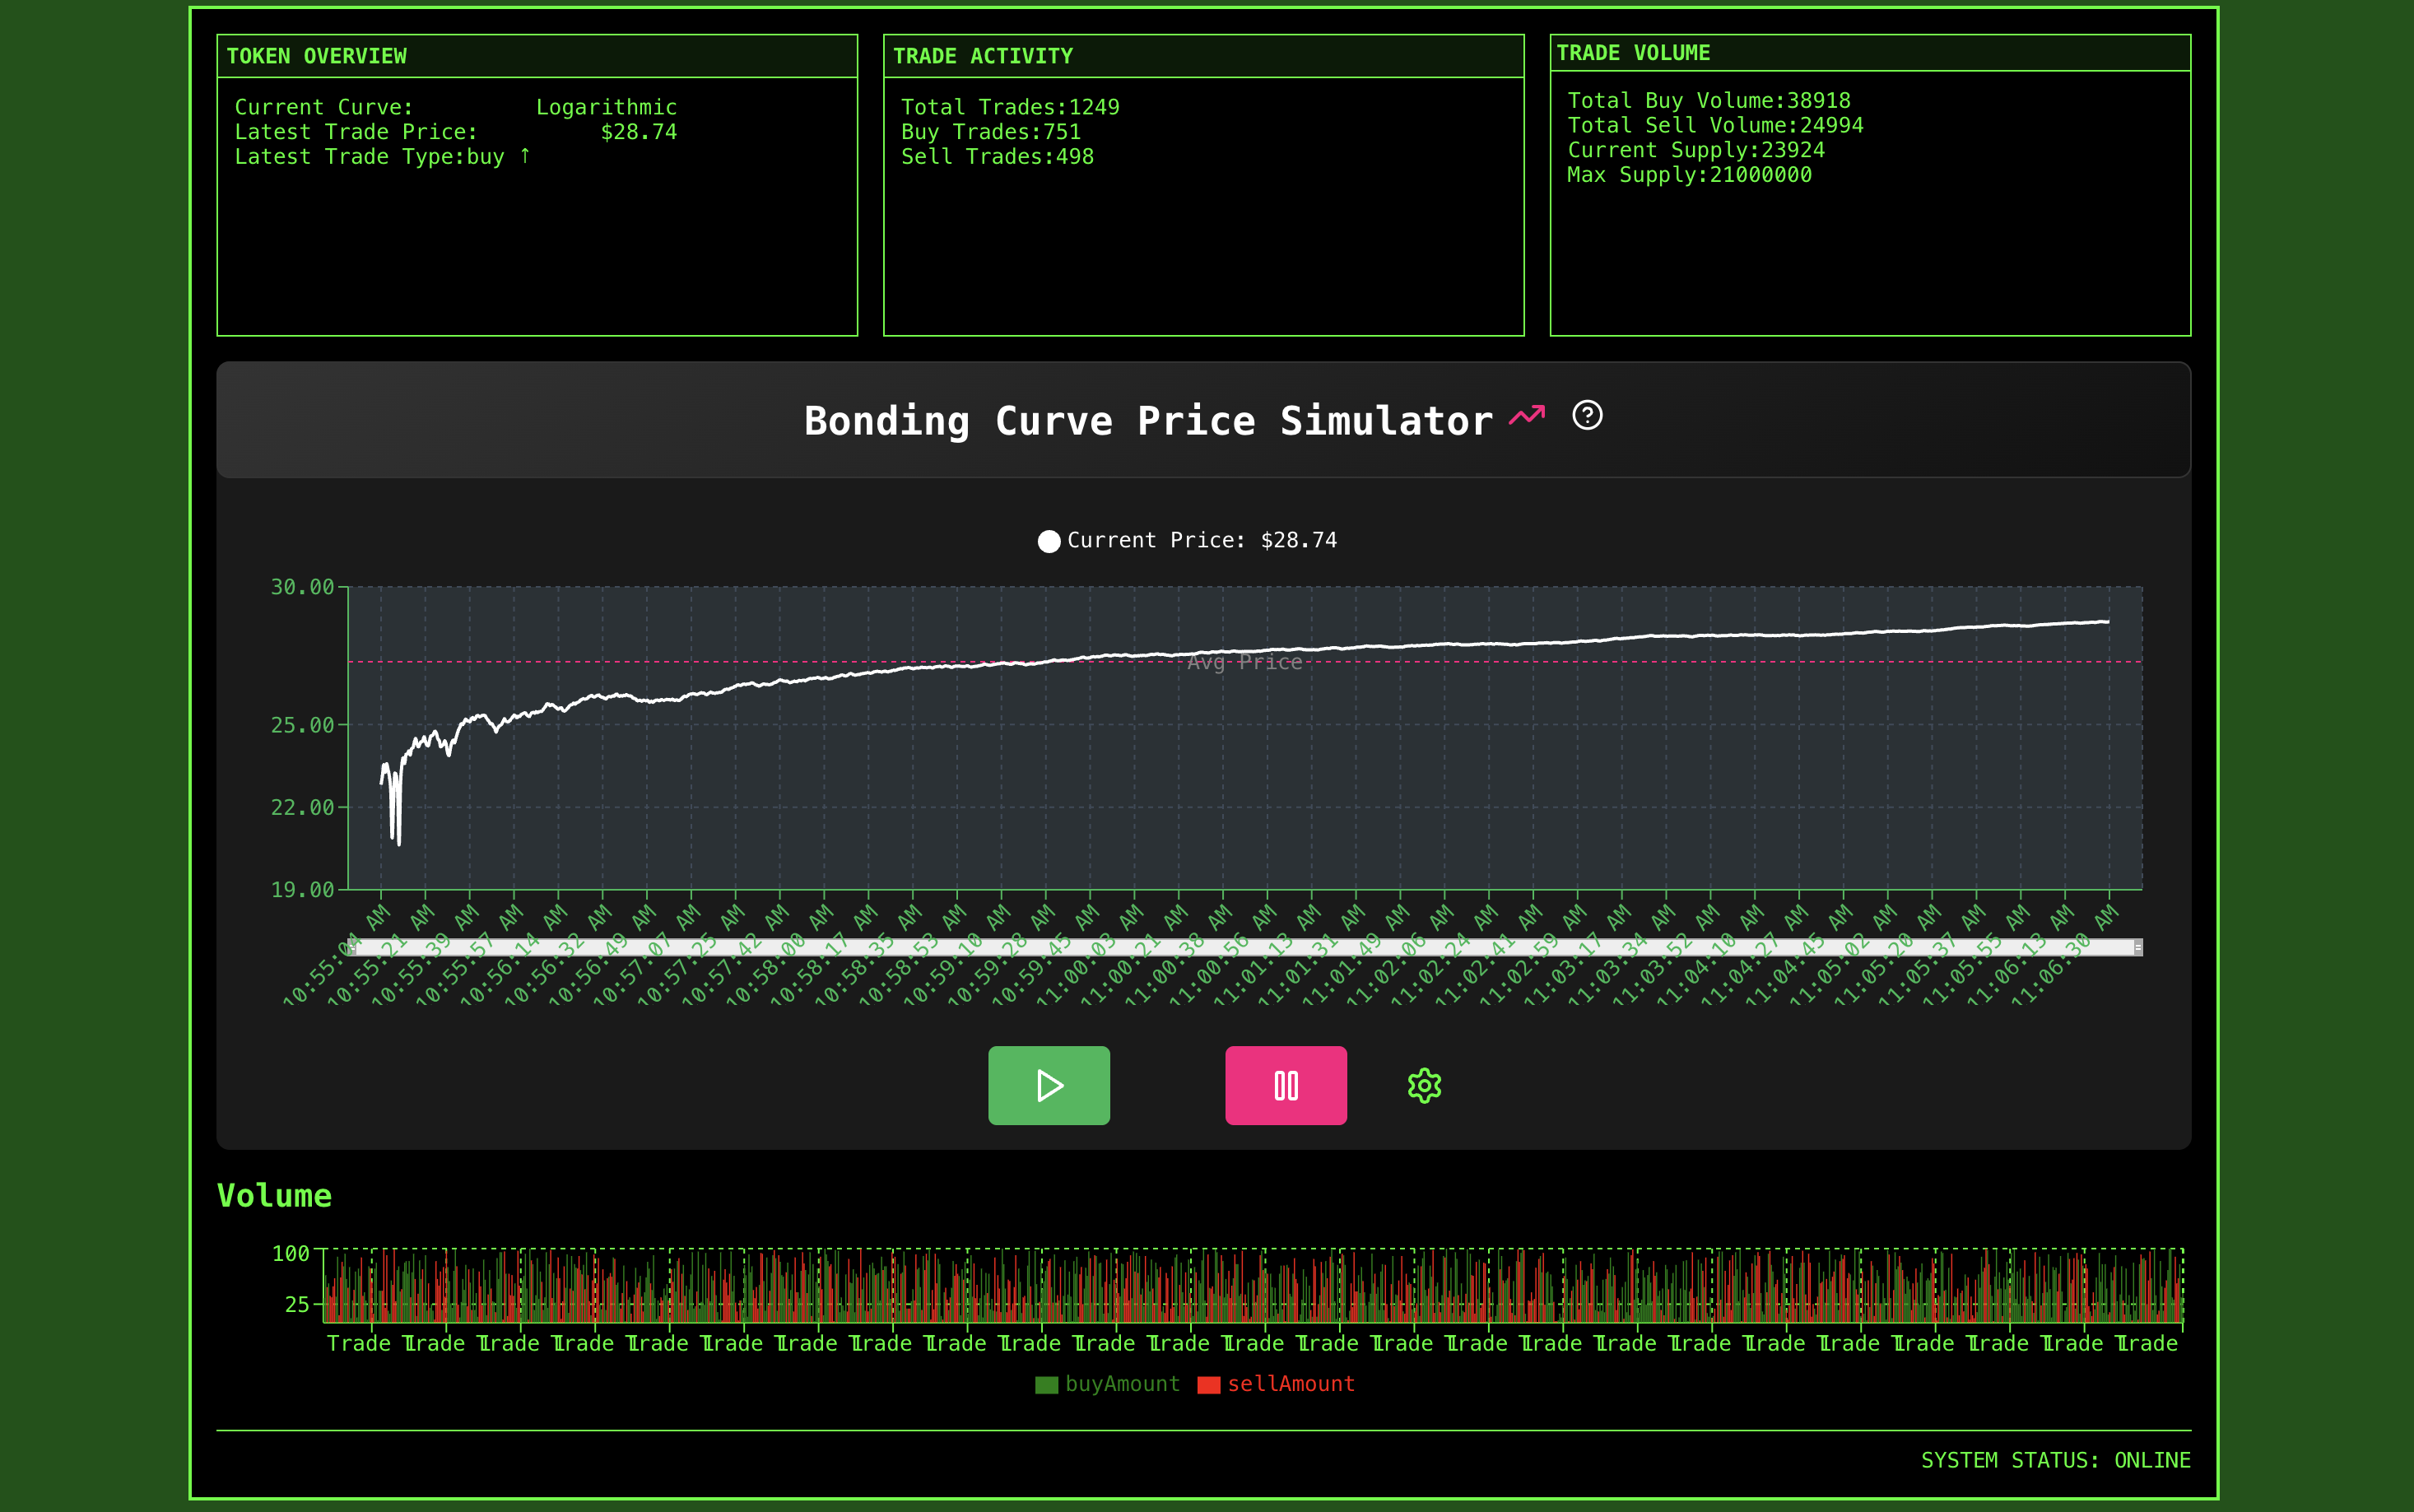 TOKEN OVERVIEW
Current Curve: Logarithmic
Latest Trade Price: $28.74
Latest Trade Type:buy ↑
TRADE ACTIVITY
Total Trades:1249
Buy Trades:751
Sell Trades:498
TRADE VOLUME
Total Buy Volume:38918
Total Sell Volume:24994
Current Supply:23924
Max Supply:21000000
Bonding Curve Price Simulator
Current Price: $28.74
30.00
25.00
22.00
19.00
Avg Price
10:55:04 AM
10:55:21 AM
10:55:39 AM
10:55:57 AM
10:56:14 AM
10:56:32 AM
10:56:49 AM
10:57:07 AM
10:57:25 AM
10:57:42 AM
10:58:00 AM
10:58:17 AM
10:58:35 AM
10:58:53 AM
10:59:10 AM
10:59:28 AM
10:59:45 AM
11:00:03 AM
11:00:21 AM
11:00:38 AM
11:00:56 AM
11:01:13 AM
11:01:31 AM
11:01:49 AM
11:02:06 AM
11:02:24 AM
11:02:41 AM
11:02:59 AM
11:03:17 AM
11:03:34 AM
11:03:52 AM
11:04:10 AM
11:04:27 AM
11:04:45 AM
11:05:02 AM
11:05:20 AM
11:05:37 AM
11:05:55 AM
11:06:13 AM
11:06:30 AM
Volume
100
25
Trade Trade Trade Trade Trade Trade Trade Trade Trade Trade Trade Trade Trade Trade Trade Trade Trade Trade Trade Trade Trade Trade Trade Trade Trade
buyAmount sellAmount
SYSTEM STATUS: ONLINE